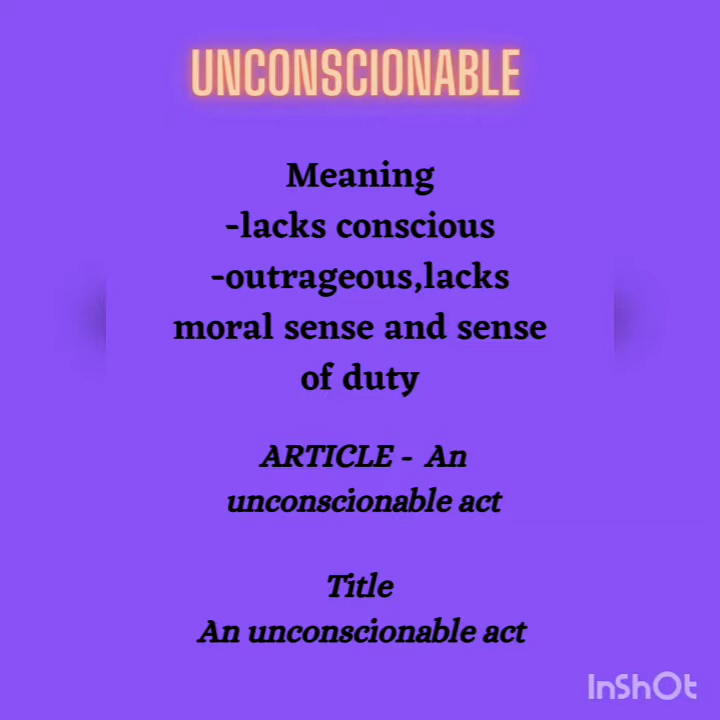 UNCONSCIONABLE
Meaning
-lacks conscious
-outrageous,lacks
moral sense and sense
of duty
ARTICLE - An
unconscionable act
Title
An unconscionable act
InShOt